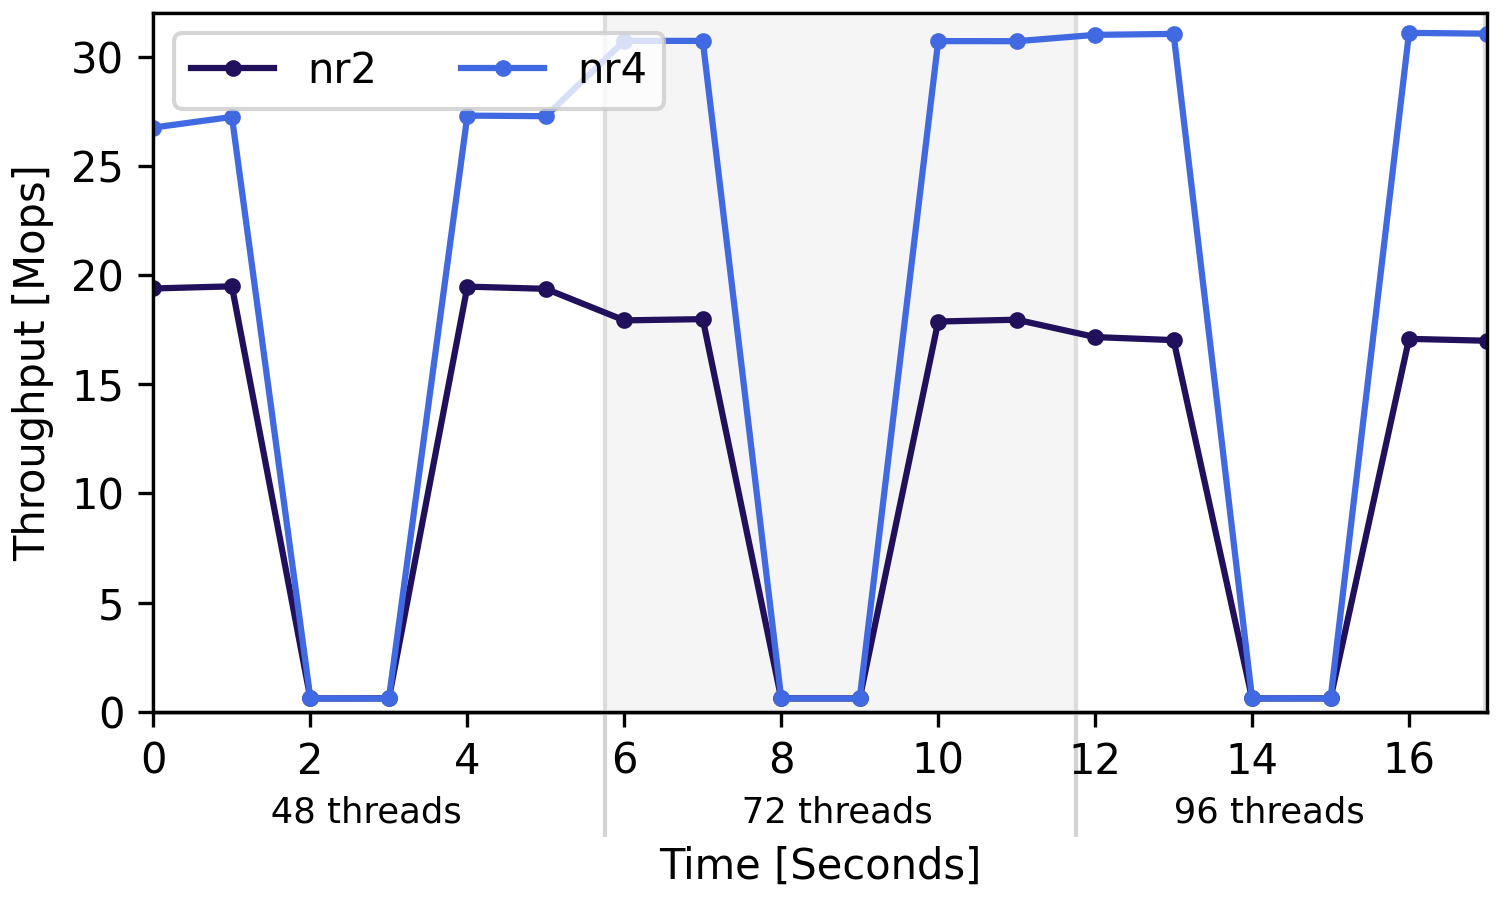 nr2 nr4
30
25
20
15
10
5
0
Throughput [Mops]
0 2 4 6 8 10 12 14 16
48 threads 72 threads 96 threads
Time [Seconds]